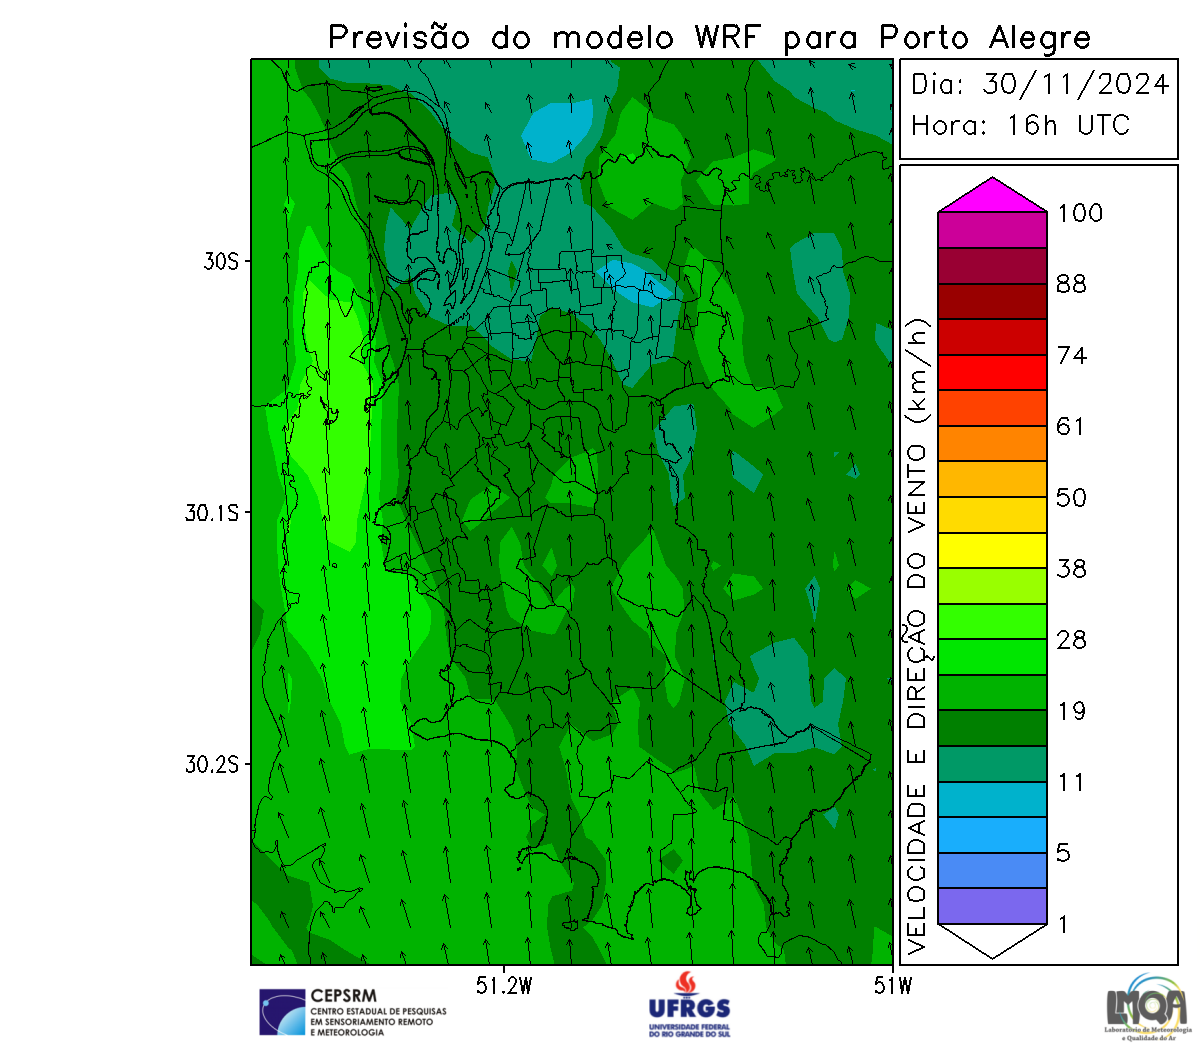 Previsão do modelo WRF para Porto Alegre
Dia: 30/11/2024
Hora: 16h UTC
100
88
74
61
50
38
28
19
11
5
1
VELOCIDADE E DIREÇÃO DO VENTO (km/h)
30S
30.1S
30.2S
51.2W
51W
CEPSRM
CENTRO ESTADUAL DE PESQUISAS
EM SENSORIAMENTO REMOTO
E METEOROLOGIA
UFRGS
UNIVERSIDADE FEDERAL
DO RIO GRANDE DO SUL
LMQA
Laboratório de Meteorologia
e Qualidade do Ar